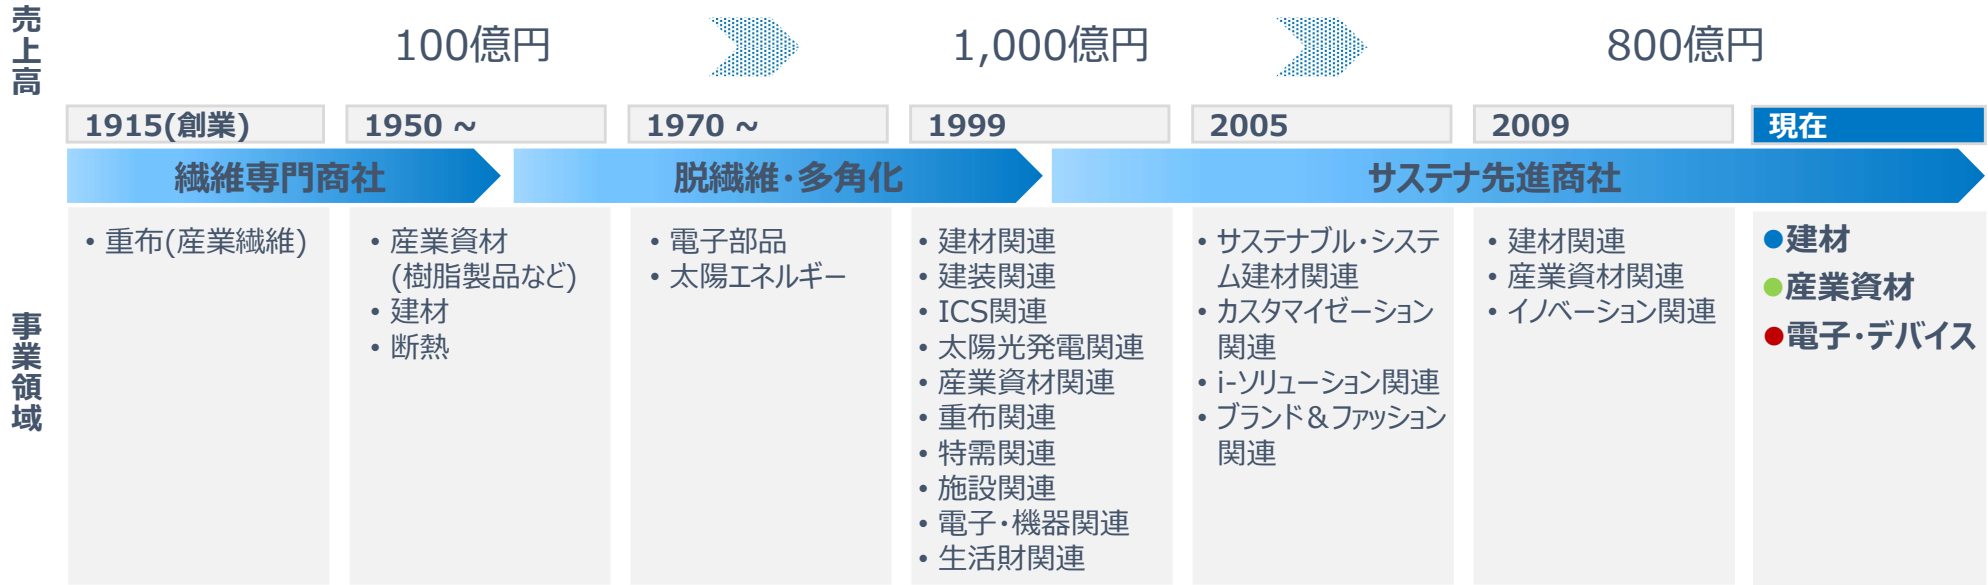 売上高
100億円
1,000億円
800億円
1915(創業)
1950 ~
1970 ~
1999
2005
2009
現在
繊維専門商社
脱繊維・多角化
サステナ先進商社
事業領域
• 重布(産業繊維)
• 産業資材
(樹脂製品など)
• 建材
• 断熱
• 電子部品
• 太陽エネルギー
• 建材関連
• 建装関連
• ICS関連
• 太陽光発電関連
• 産業資材関連
• 重布関連
• 特需関連
• 施設関連
• 電子・機器関連
• 生活財関連
• サステナブル・システ
ム建材関連
• カスタマイゼーション
関連
• i-ソリューション関連
• ブランド＆ファッション
関連
• 建材関連
• 産業資材関連
• イノベーション関連
●建材
●産業資材
●電子・デバイス